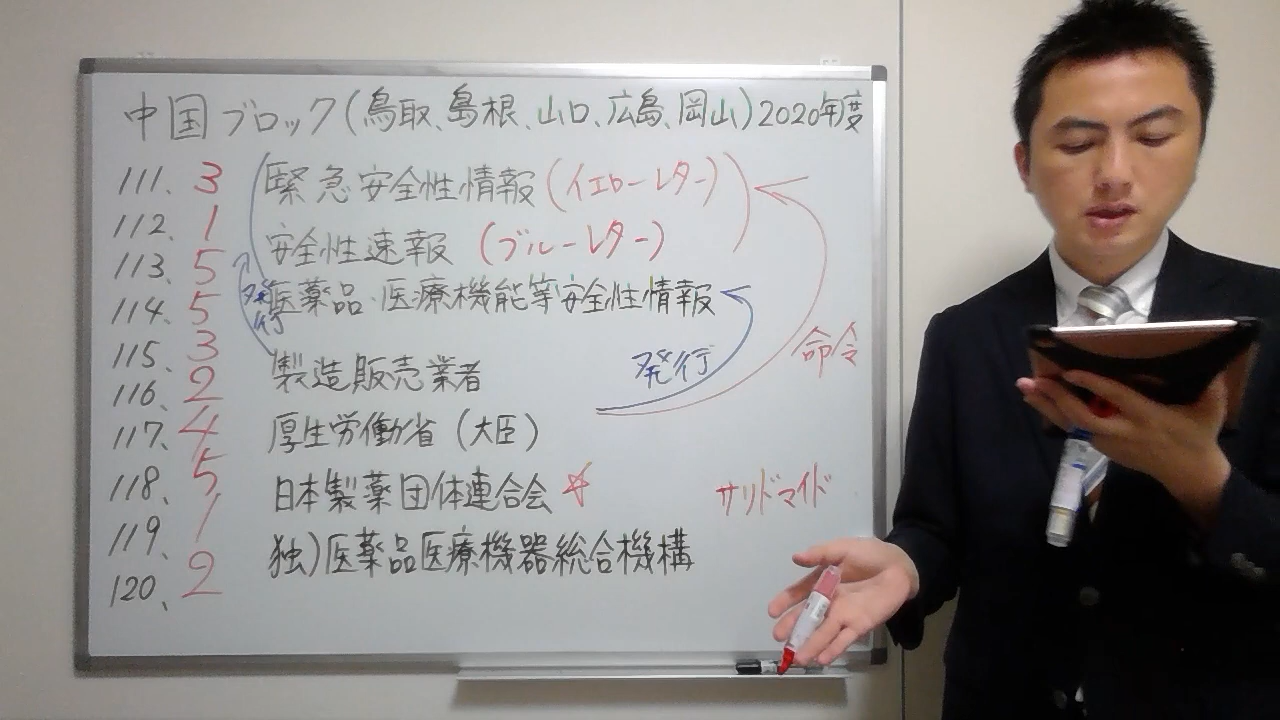 中国ブロック(鳥取、島根、山口、広島、岡山)2020年度
111、3
112、1
113、5
114、5
115、3
116、2
117、4
118、5
119、1
120、2
緊急安全性情報(イエローレター)
安全性速報(ブルーレター)
医薬品・医療機能等安全性情報
製造販売業者
厚生労働省(大臣)
日本製薬団体連合会☆
独)医薬品医療機器総合機構
発行
発行
命令
サリドマイド